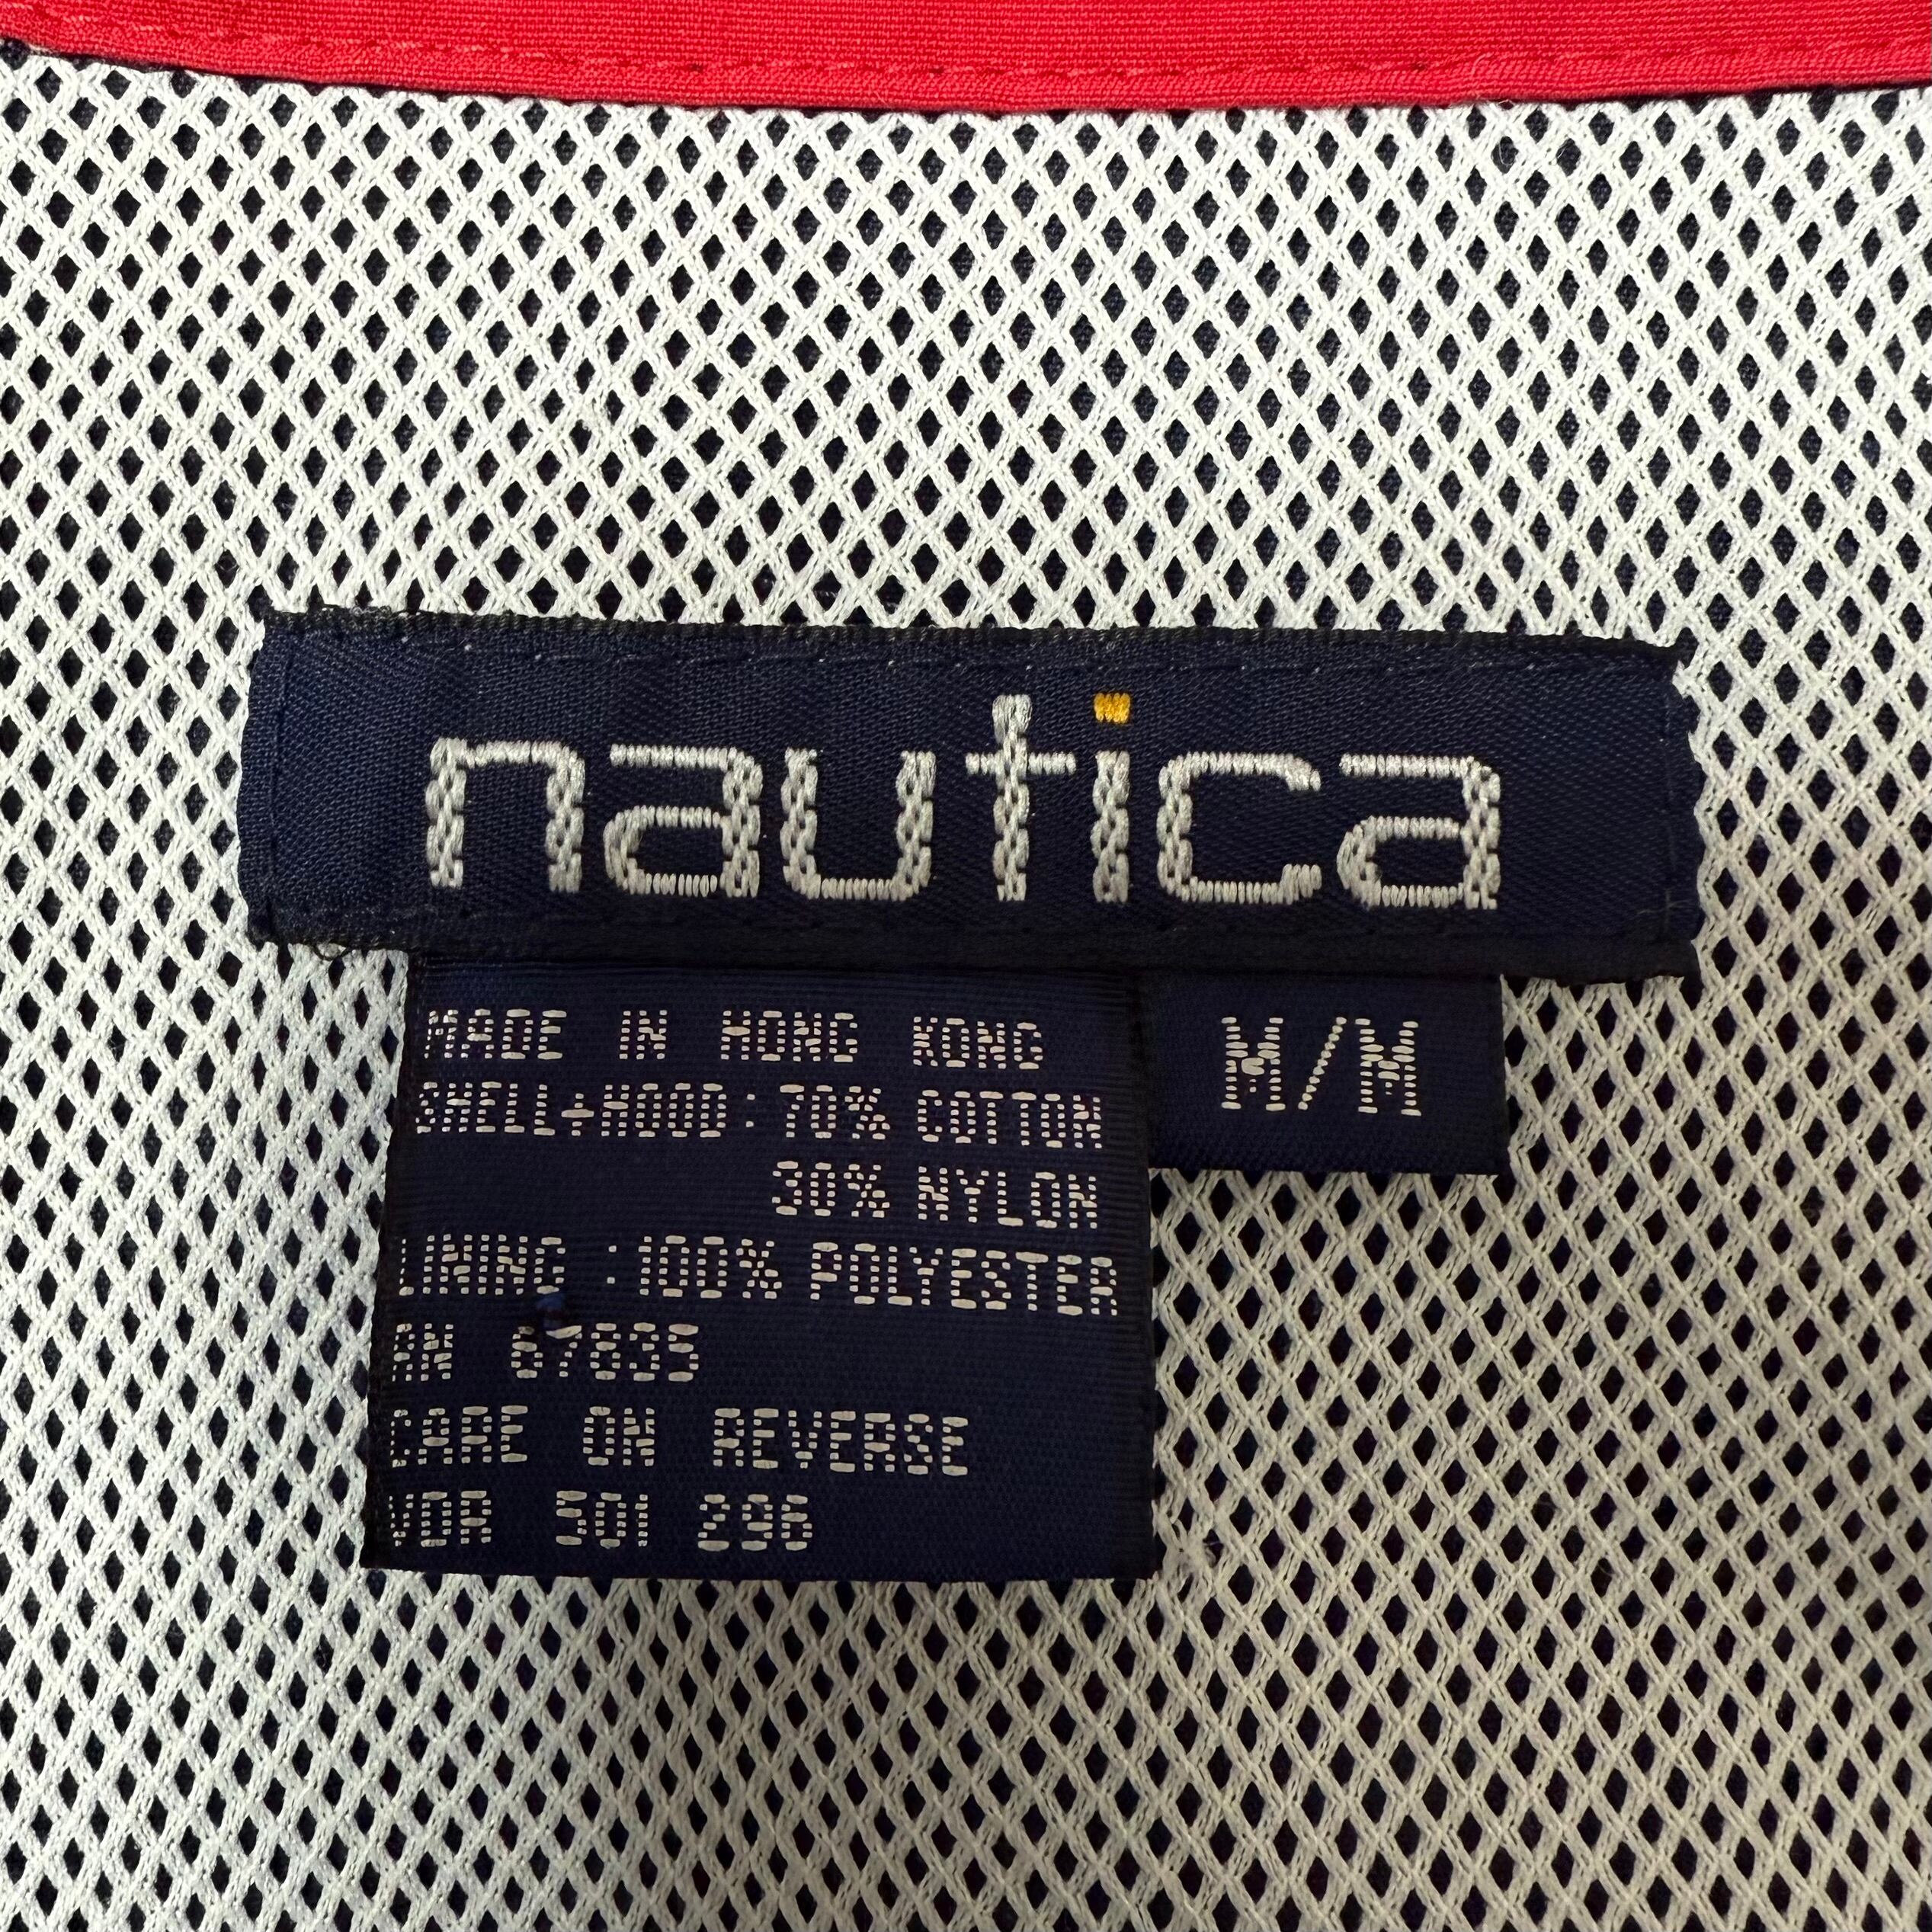 nautica
MADE IN HONG KONG
M/M
SHELL+HOOD: 70% COTTON
30% NYLON
LINING :100% POLYESTER
RN 67835
CARE ON REVERSE
VDR 501 296